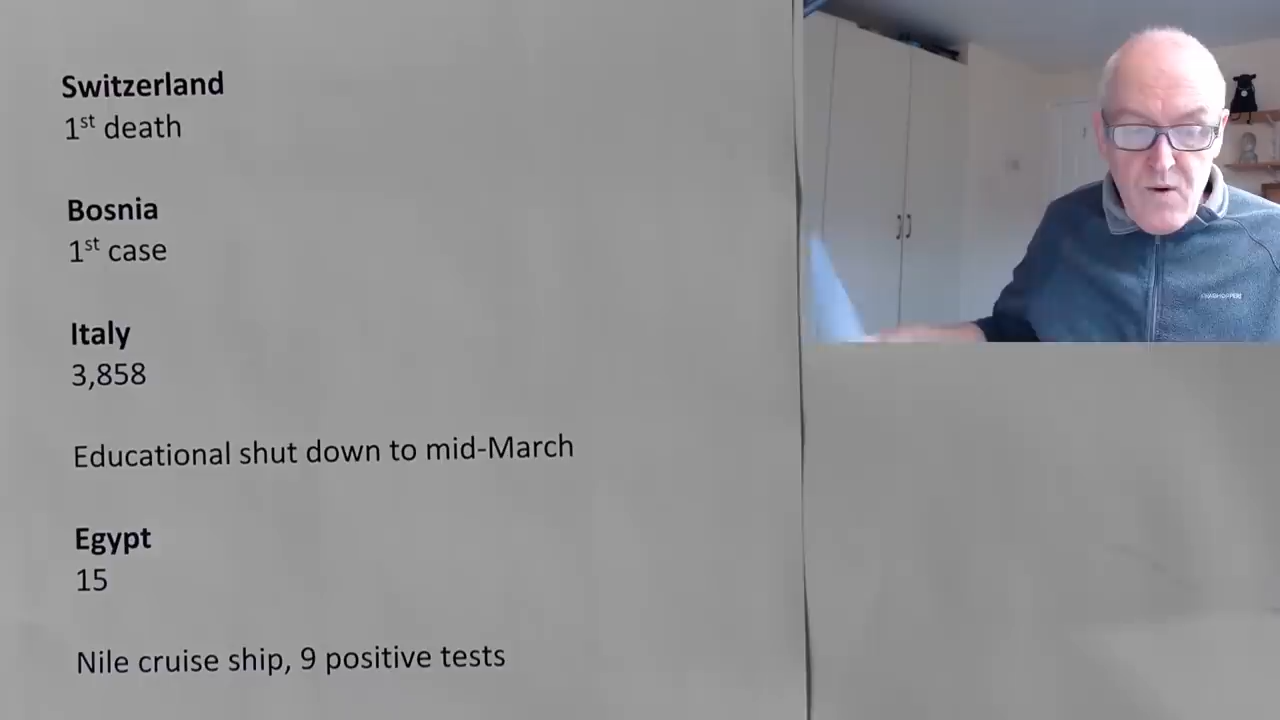 Switzerland
1st death
Bosnia
1st case
Italy
3,858
Educational shut down to mid-March
Egypt
15
Nile cruise ship, 9 positive tests